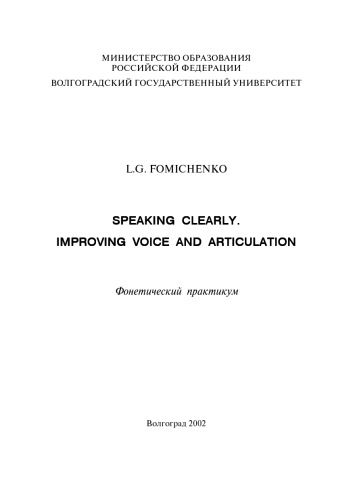 МИНИСТЕРСТВО ОБРАЗОВАНИЯ
РОССИЙСКОЙ ФЕДЕРАЦИИ
ВОЛГОГРАДСКИЙ ГОСУДАРСТВЕННЫЙ УНИВЕРСИТЕТ
L.G. FOMICHENKO
SPEAKING CLEARLY.
IMPROVING VOICE AND ARTICULATION
Фонетический практикум
Волгоград 2002